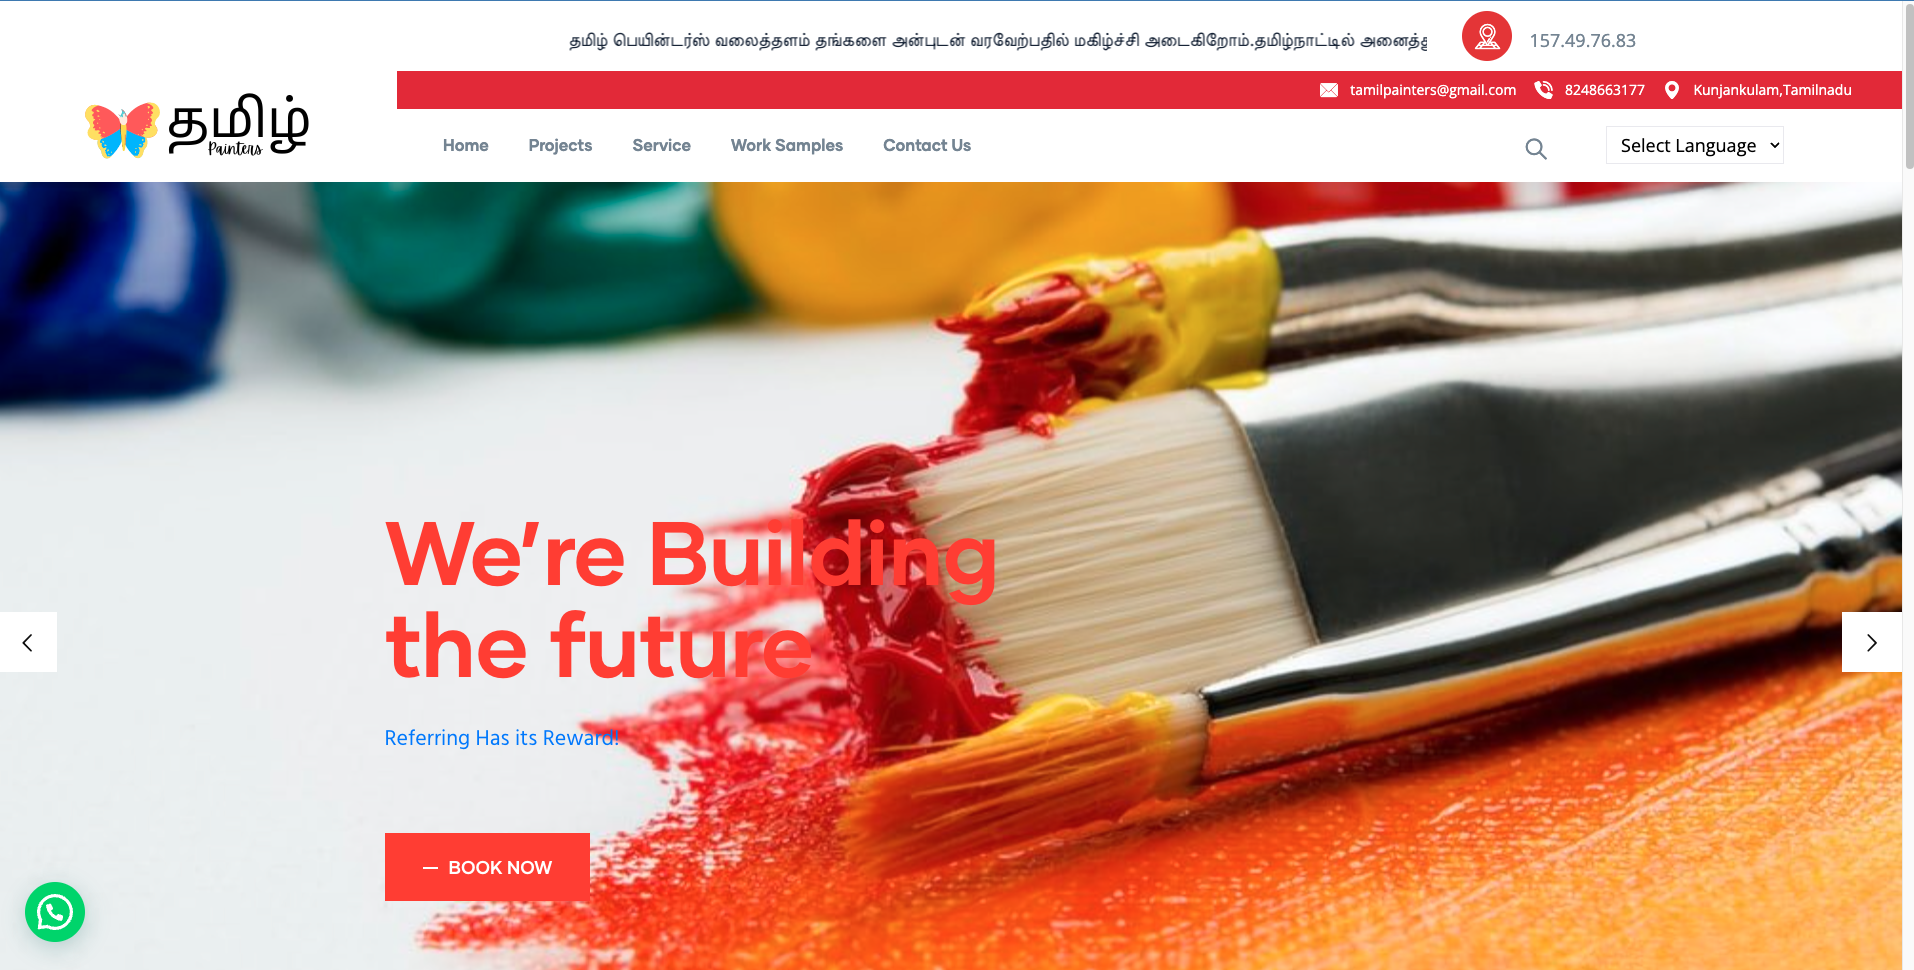 தமிழ் பெயின்டர்ஸ் வலைத்தளம் தங்களை அன்புடன் வரவேற்பதில் மகிழ்ச்சி அடைகிறோம்.தமிழ்நாட்டில்
157.49.76.83
tamilpainters@gmail.com 8248663177 Kunjankulam,Tamilnadu
தமிழ்
Painters
Home Projects Service Work Samples Contact Us Select Language
We're Building
the future
Referring Has its Reward!
— BOOK NOW